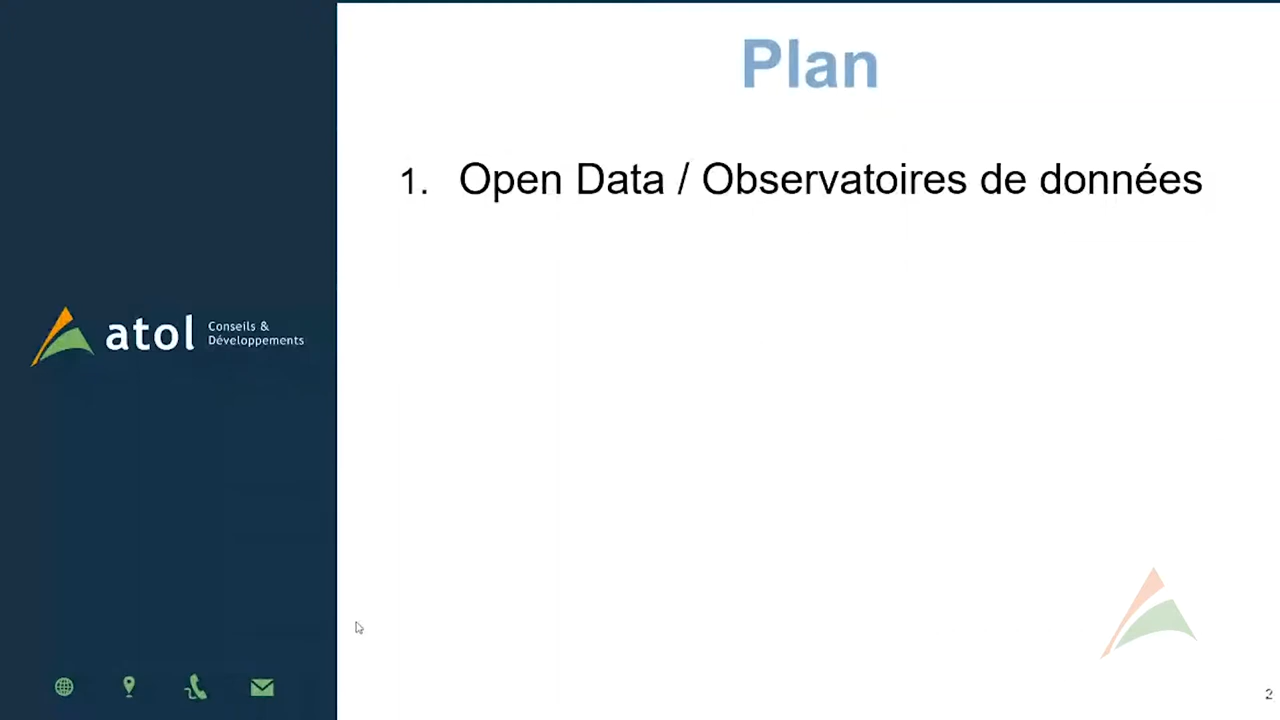 Plan
1. Open Data / Observatoires de données
atol Conseils &
Développements
2